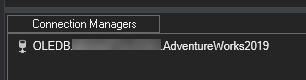 Connection Managers
OLEDB. .AdventureWorks2019